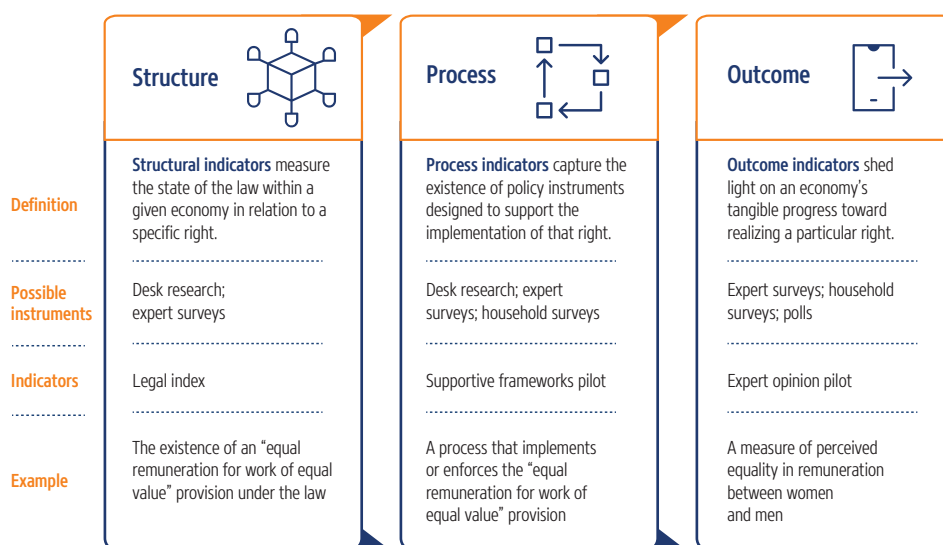 Structure
Process
Outcome
Definition
Structural indicators measure
the state of the law within a
given economy in relation to a
specific right.
Process indicators capture the
existence of policy instruments
designed to support the
implementation of that right.
Outcome indicators shed
light on an economy's
tangible progress toward
realizing a particular right.
Possible
instruments
Desk research;
expert surveys
Desk research; expert
surveys; household surveys
Expert surveys; household
surveys; polls
Indicators
Legal index
Supportive frameworks pilot
Expert opinion pilot
Example
The existence of an “equal
remuneration for work of equal
value” provision under the law
A process that implements
or enforces the “equal
remuneration for work of
equal value” provision
A measure of perceived
equality in remuneration
between women
and men